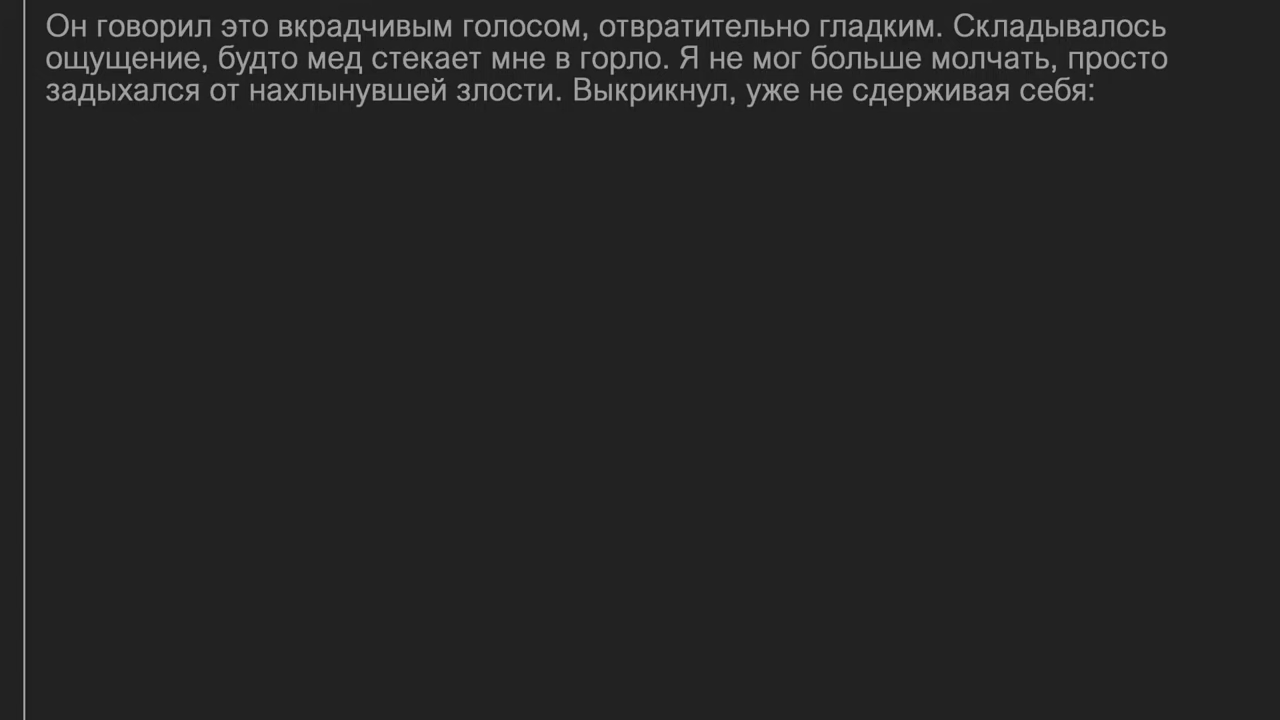 Он говорил это вкрадчивым голосом, отвратительно гладким. Складывалось
ощущение, будто мед стекает мне в горло. Я не мог больше молчать, просто
задыхался от нахлынувшей злости. Выкрикнул, уже не сдерживая себя: